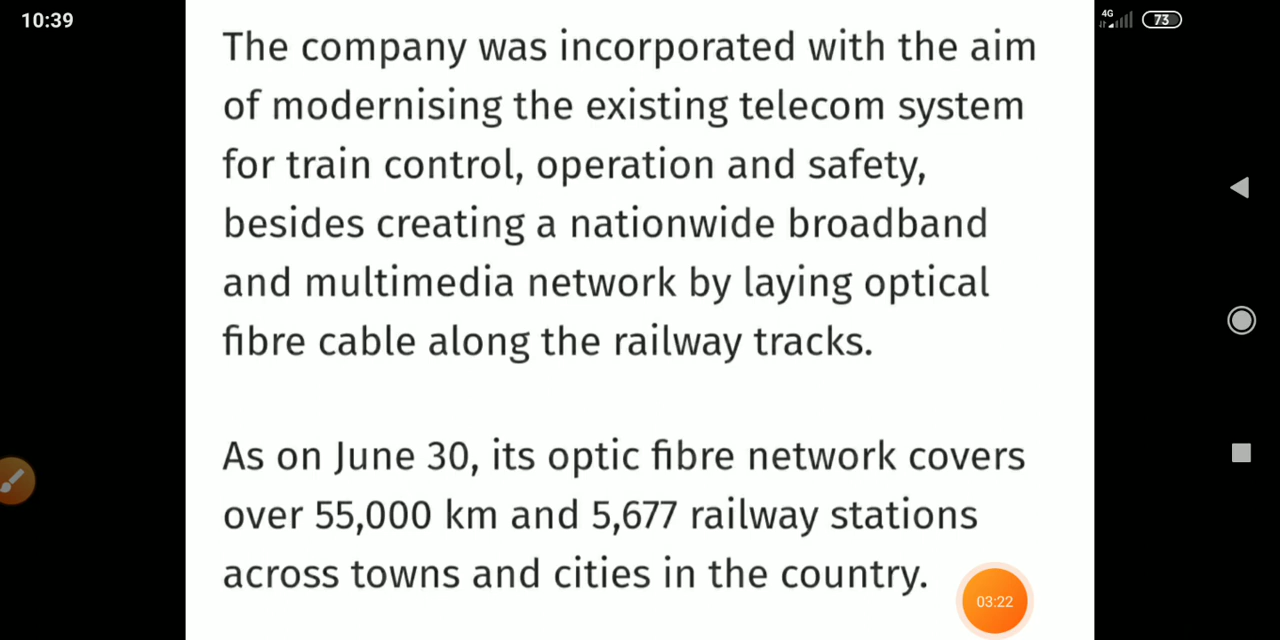 10:39
4G
73
The company was incorporated with the aim
of modernising the existing telecom system
for train control, operation and safety,
besides creating a nationwide broadband
and multimedia network by laying optical
fibre cable along the railway tracks.
As on June 30, its optic fibre network covers
over 55,000 km and 5,677 railway stations
across towns and cities in the country.
03:22